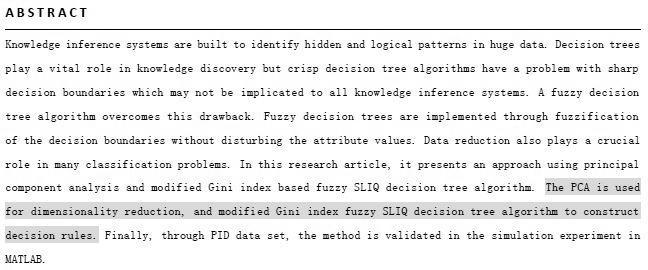 ABSTRACT
Knowledge inference systems are built to identify hidden and logical patterns in huge data. Decision trees
play a vital role in knowledge discovery but crisp decision tree algorithms have a problem with sharp
decision boundaries which may not be implicated to all knowledge inference systems. A fuzzy decision
tree algorithm overcomes this drawback. Fuzzy decision trees are implemented through fuzzification
of the decision boundaries without disturbing the attribute values. Data reduction also plays a crucial
role in many classification problems. In this research article, it presents an approach using principal
component analysis and modified Gini index based fuzzy SLIQ decision tree algorithm. The PCA is used
for dimensionality reduction, and modified Gini index fuzzy SLIQ decision tree algorithm to construct
decision rules. Finally, through PID data set, the method is validated in the simulation experiment in
MATLAB.